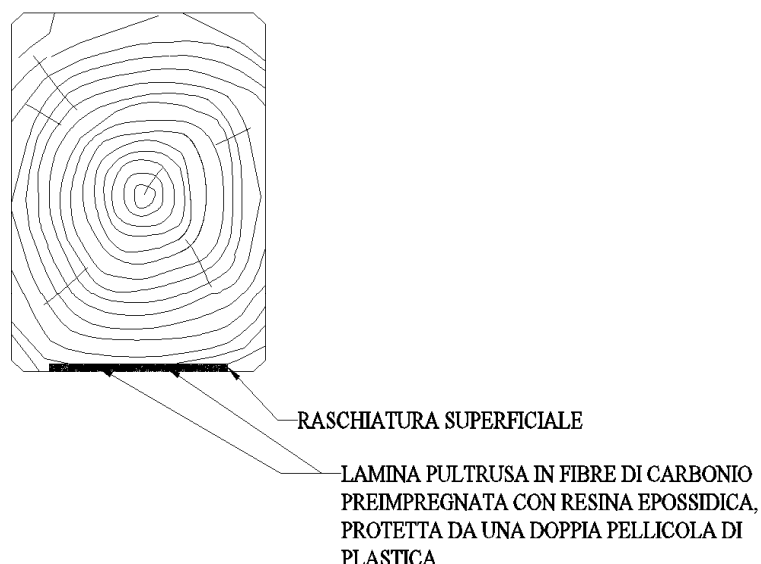 RASCHIATURA SUPERFICIALE
LAMINA PULTRUSA IN FIBRE DI CARBONIO
PREIMPREGNATA CON RESINA EPOSSIDICA,
PROTETTA DA UNA DOPPIA PELLICOLA DI
PLASTICA